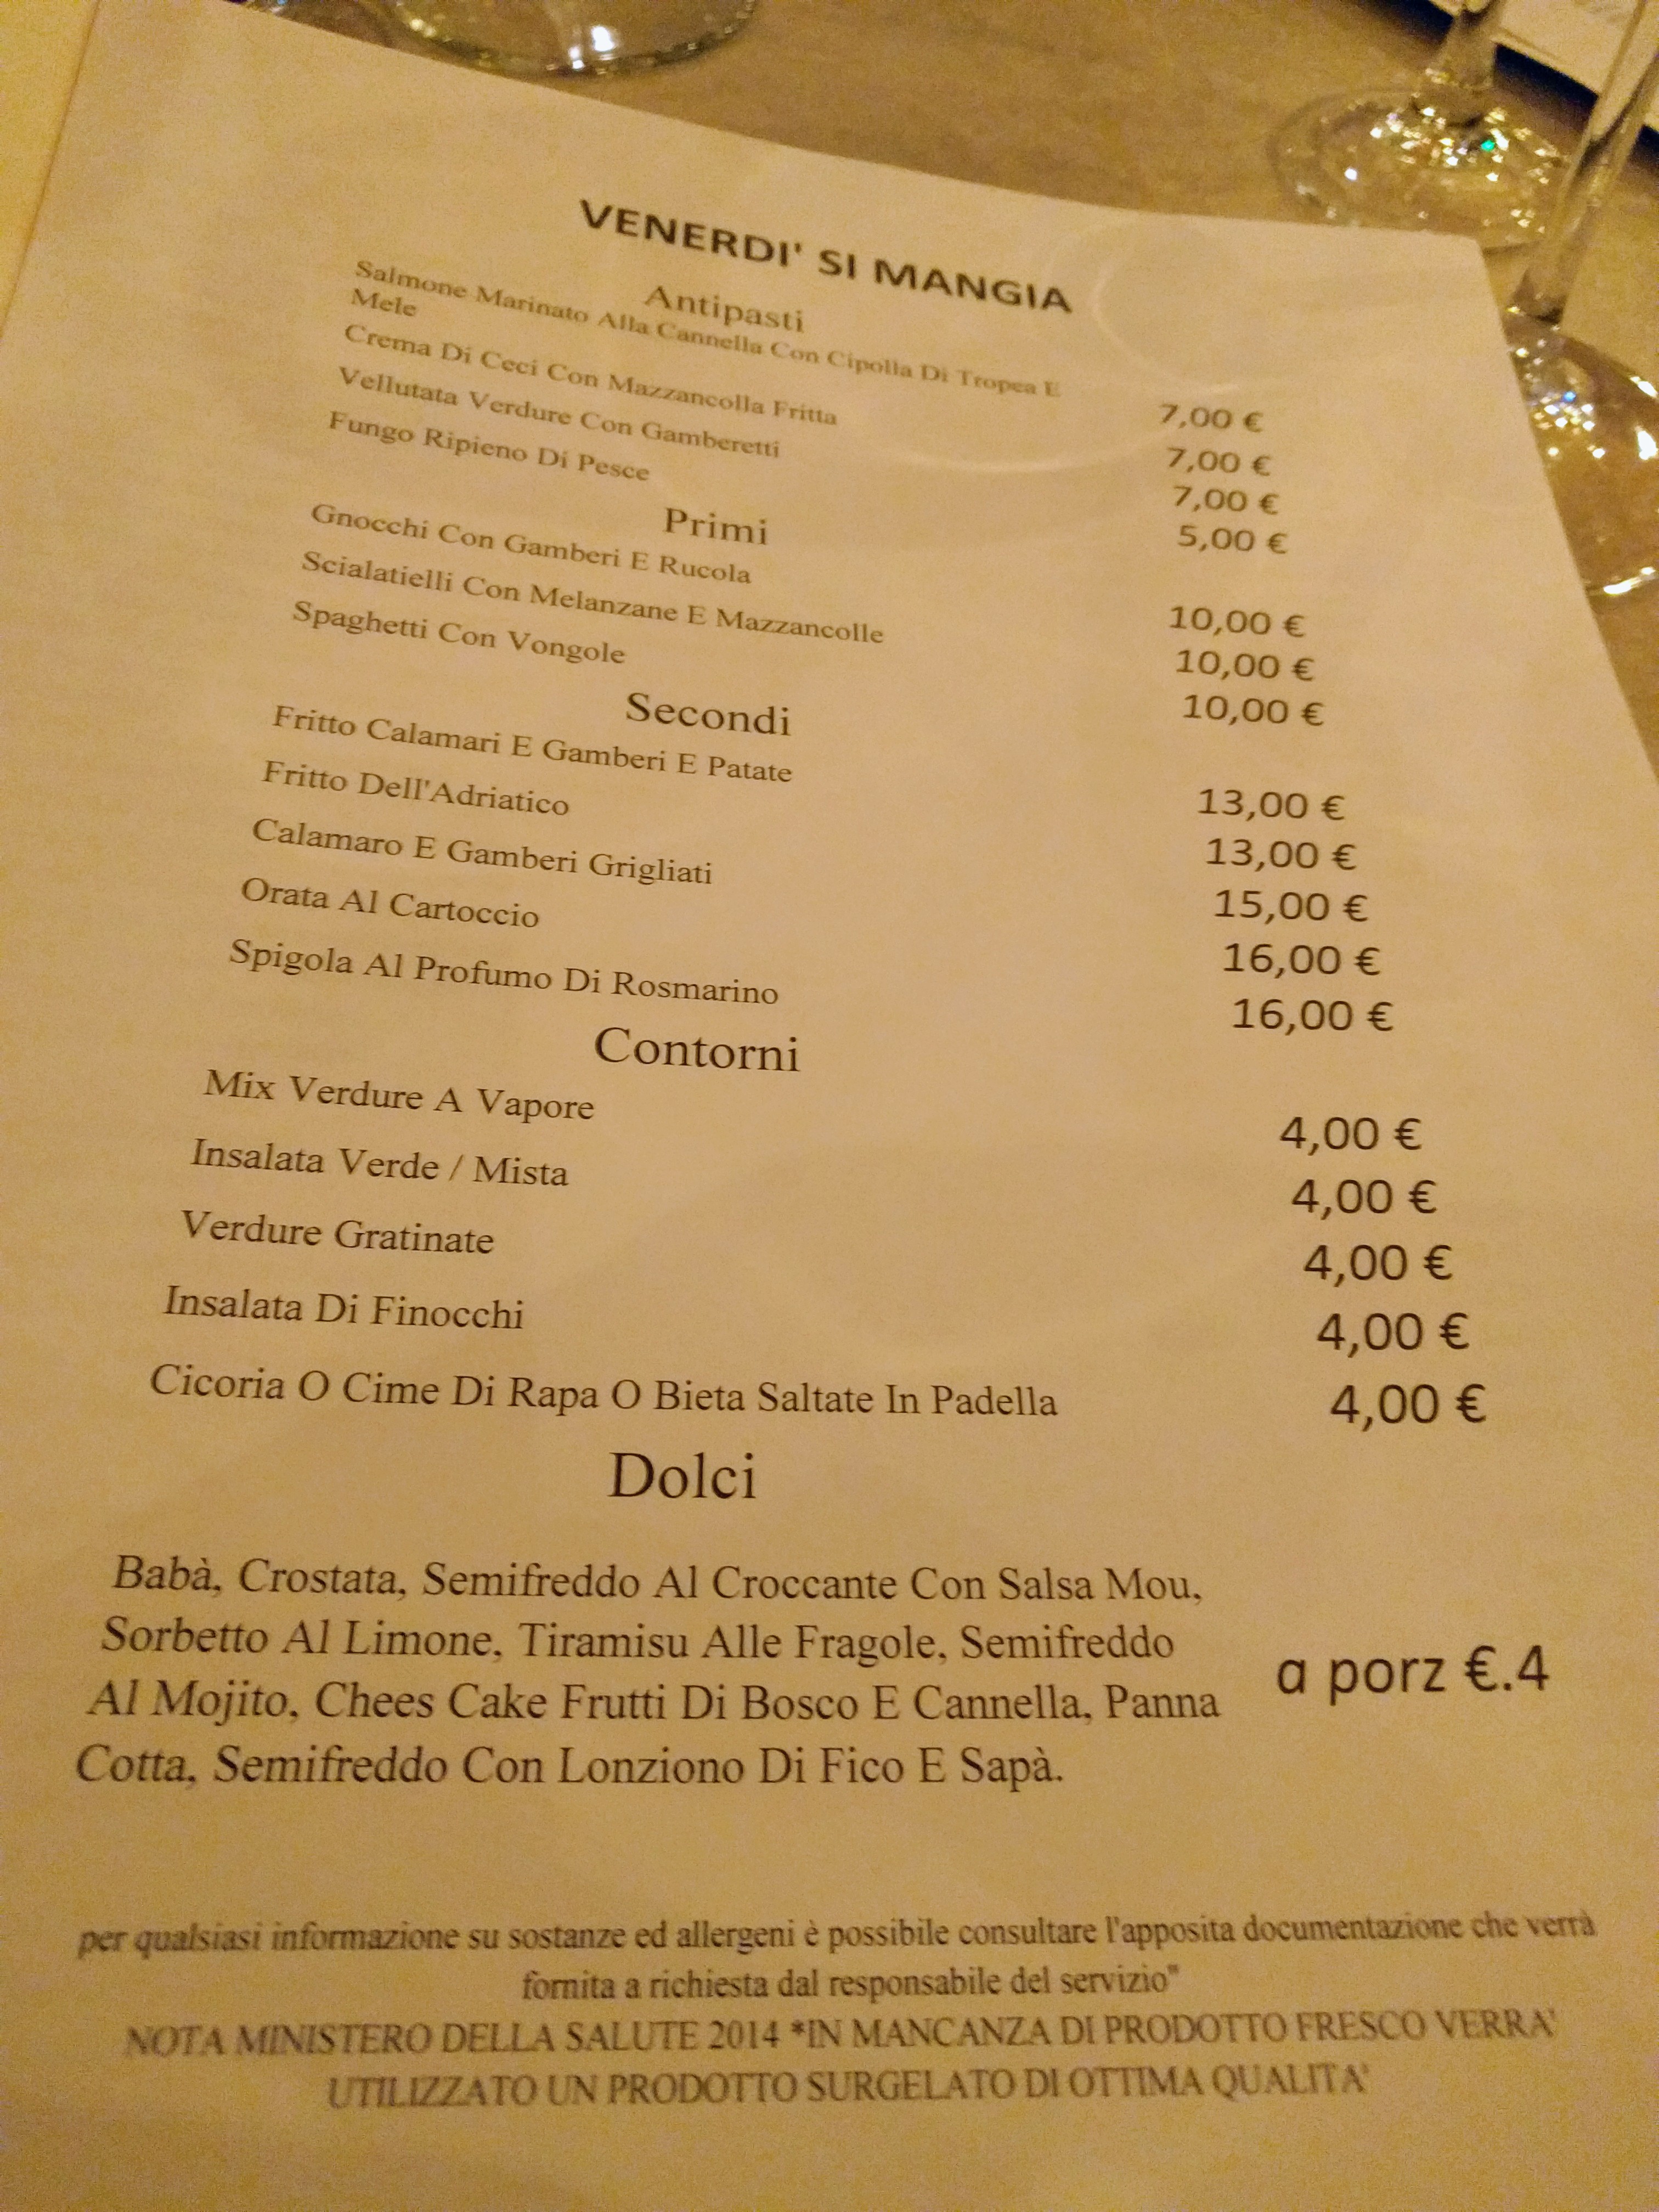 VENERDI' SI MANGIA
Antipasti
Salmone Marinato Alla Cannella Con Cipolla Di Tropea E
Mele 7,00 €
Crema Di Ceci Con Mazzancolla Fritta 7,00 €
Vellutata Verdure Con Gamberetti 7,00 €
Fungo Ripieno Di Pesce 5,00 €
Primi
Gnocchi Con Gamberi E Rucola 10,00 €
Scialatielli Con Melanzane E Mazzancolle 10,00 €
Spaghetti Con Vongole 10,00 €
Secondi
Fritto Calamari E Gamberi E Patate 13,00 €
Fritto Dell'Adriatico 13,00 €
Calamaro E Gamberi Grigliati 15,00 €
Orata Al Cartoccio 16,00 €
Spigola Al Profumo Di Rosmarino 16,00 €
Contorni
Mix Verdure A Vapore 4,00 €
Insalata Verde / Mista 4,00 €
Verdure Gratinate 4,00 €
Insalata Di Finocchi 4,00 €
Cicoria O Cime Di Rapa O Bieta Saltate In Padella 4,00 €
Dolci
Babà, Crostata, Semifreddo Al Croccante Con Salsa Mou,
Sorbetto Al Limone, Tiramisu Alle Fragole, Semifreddo
Al Mojito, Chees Cake Frutti Di Bosco E Cannella, Panna
Cotta, Semifreddo Con Lonziono Di Fico E Sapà.
a porz €.4
per qualsiasi informazione su sostanze ed allergeni è possibile consultare l'apposita documentazione che verrà
fornita a richiesta dal responsabile del servizio"
NOTA MINISTERO DELLA SALUTE 2014 *IN MANCANZA DI PRODOTTO FRESCO VERRA'
UTILIZZATO UN PRODOTTO SURGELATO DI OTTIMA QUALITA'